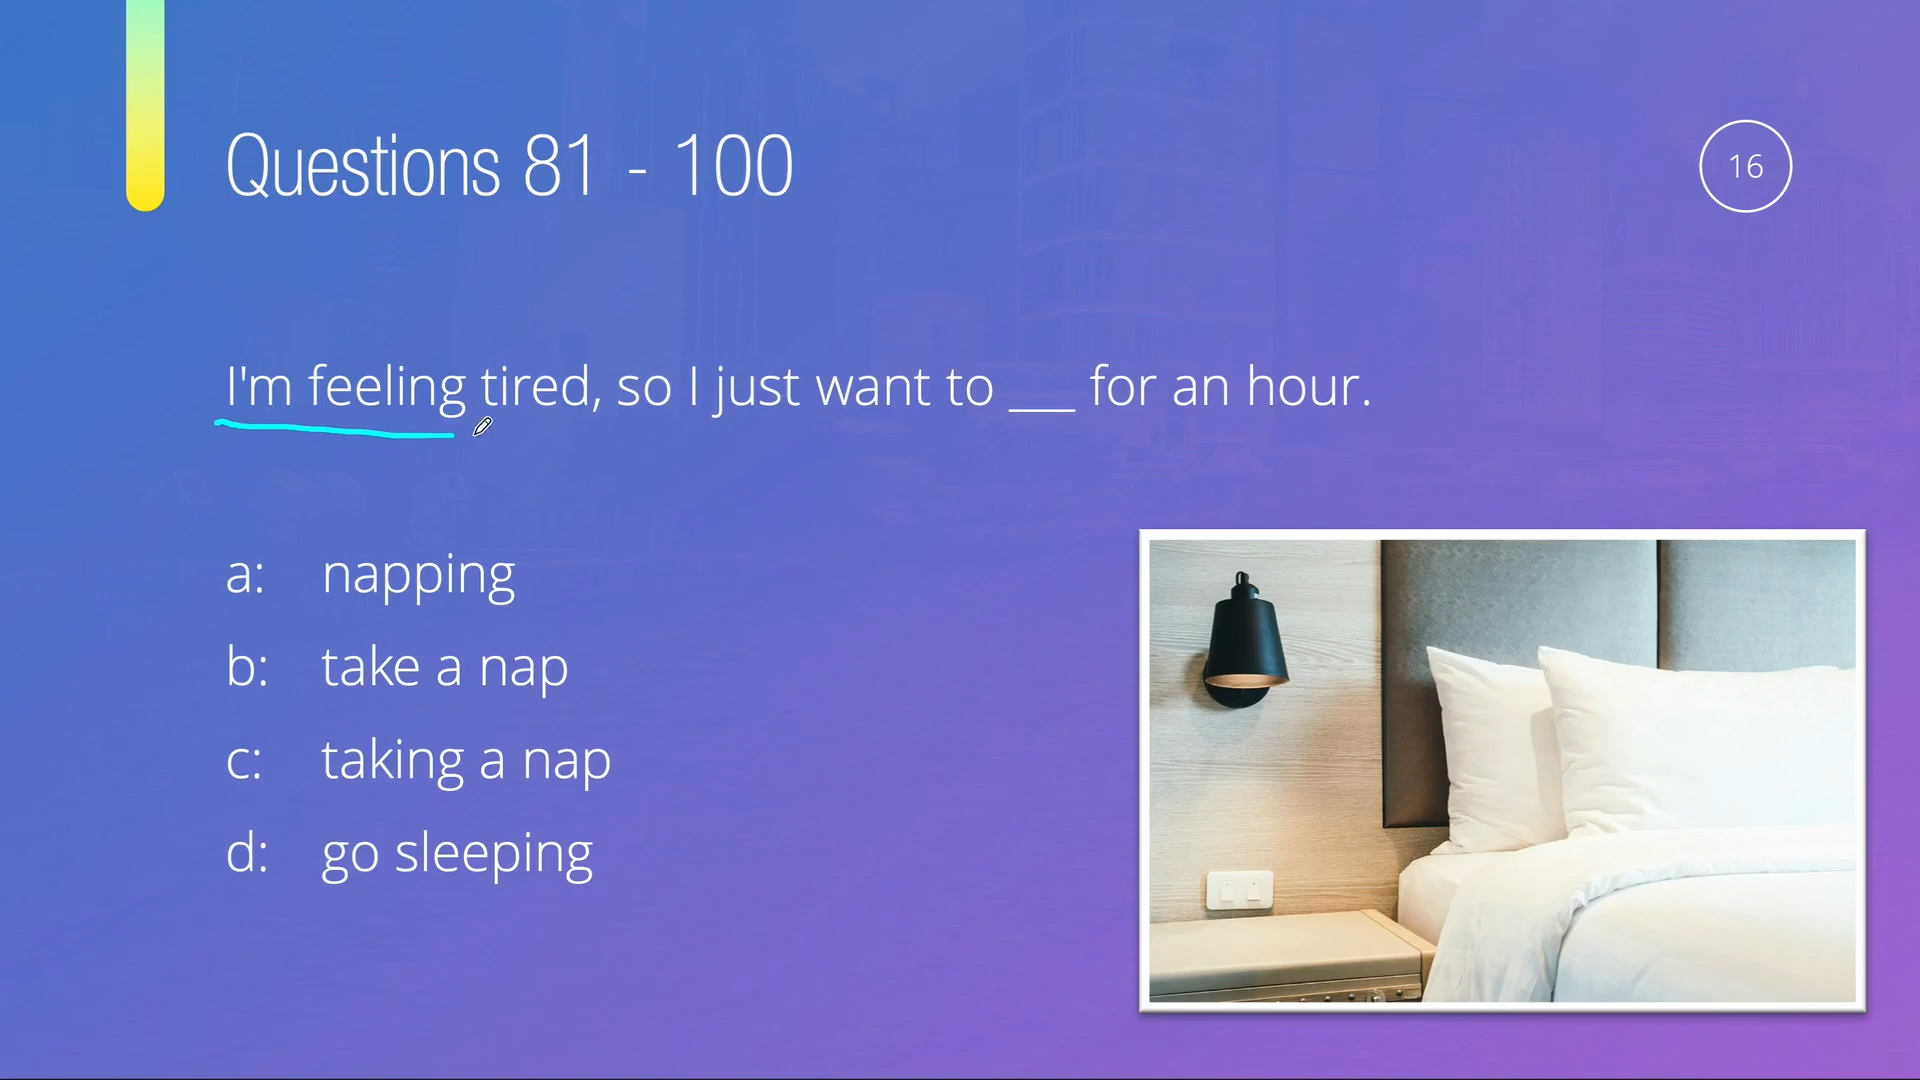 Questions 81 - 100
16
I'm feeling tired, so I just want to ___ for an hour.
a: napping
b: take a nap
c: taking a nap
d: go sleeping